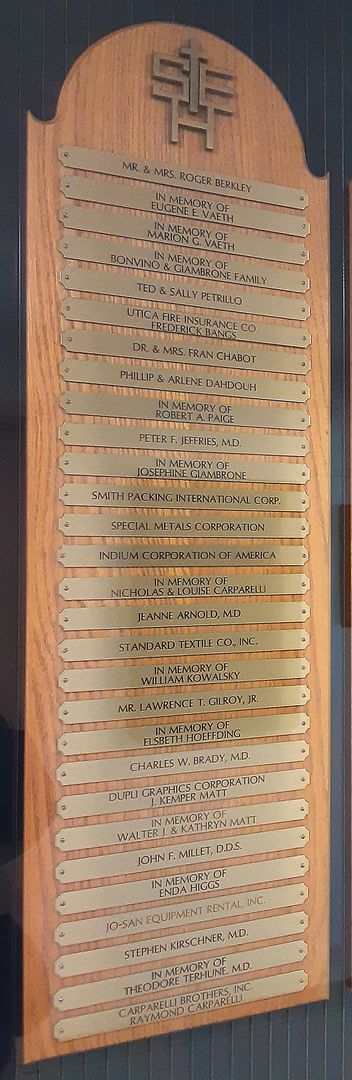 SFH
MR. & MRS. ROGER BERKLEY
IN MEMORY OF
EUGENE E. VAETH
IN MEMORY OF
MARION G. VAETH
IN MEMORY OF
BONVINO & GIAMBRONE FAMILY
TED & SALLY PETRILLO
UTICA FIRE INSURANCE CO
FREDERICK BANGS
DR. & MRS. FRAN CHABOT
PHILLIP & ARLENE DAHDOUH
IN MEMORY OF
ROBERT A. PAIGE
PETER F. JEFFRIES, M.D.
IN MEMORY OF
JOSEPHINE GIAMBRONE
SMITH PACKING INTERNATIONAL CORP.
SPECIAL METALS CORPORATION
INDIUM CORPORATION OF AMERICA
IN MEMORY OF
NICHOLAS & LOUISE CARPARELLI
JEANNE ARNOLD, M.D.
STANDARD TEXTILE CO., INC.
IN MEMORY OF
WILLIAM KOWALSKY
MR. LAWRENCE T. GILROY, JR.
IN MEMORY OF
ELSBETH HOEFFDING
CHARLES W. BRADY, M.D.
DUPLI GRAPHICS CORPORATION
J. KEMPER MATT
IN MEMORY OF
WALTER J. & KATHRYN MATT
JOHN F. MILLET, D.D.S.
IN MEMORY OF
ENDA HIGGS
JO-SAN EQUIPMENT RENTAL, INC.
STEPHEN KIRSCHNER, M.D.
IN MEMORY OF
THEODORE TERHUNE, M.D.
CARPARELLI BROTHERS, INC.
RAYMOND CARPARELLI